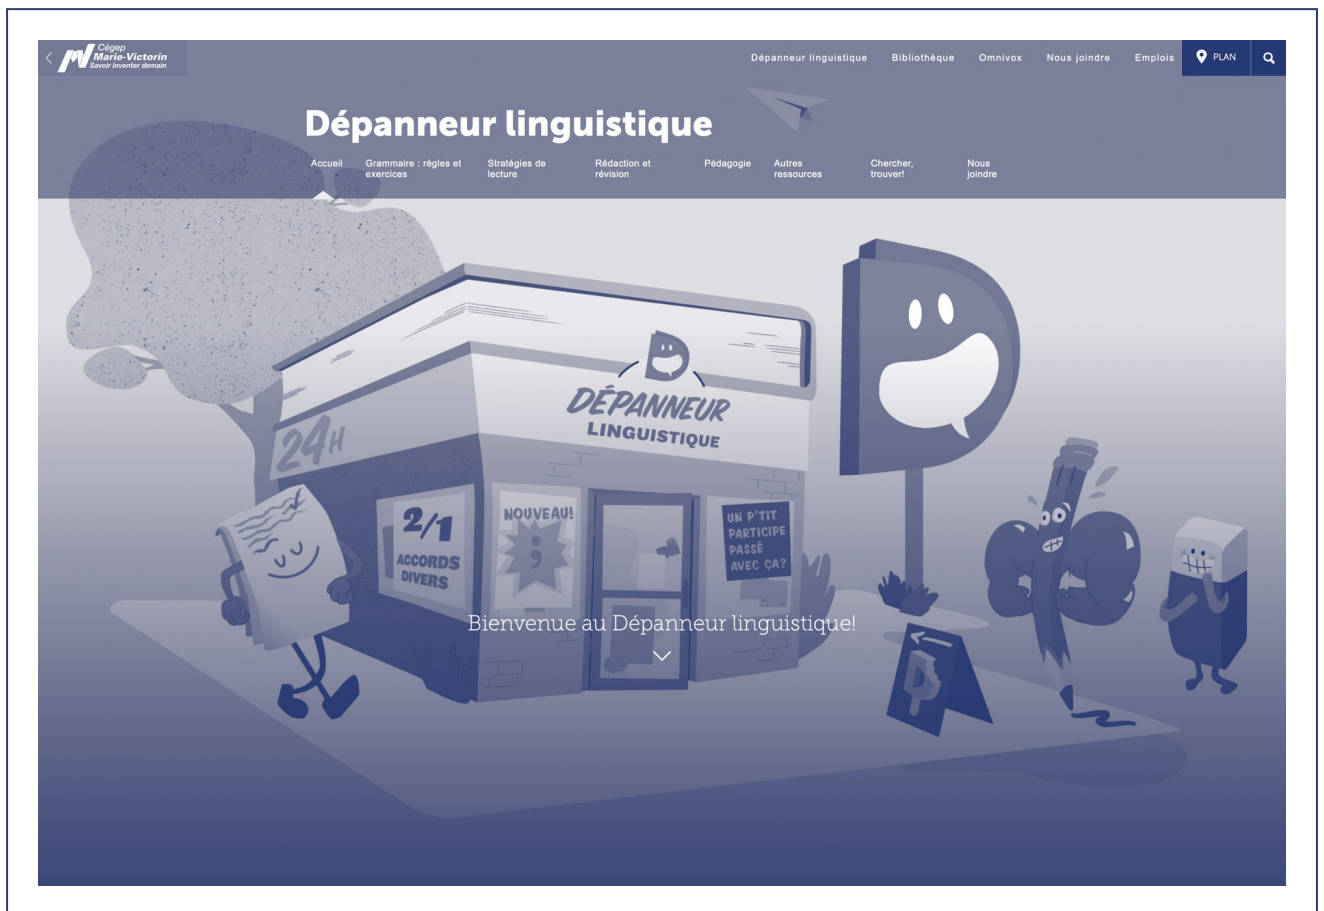 Cégep
Marie-Victorin
Savoir inventer demain
Dépanneur linguistique
Bibliothèque
Omnivox
Nous joindre
Emplois
PLAN
Dépanneur linguistique
Accueil
Grammaire : règles et
exercices
Stratégies de
lecture
Rédaction et
révision
Pédagogie
Autres
ressources
Chercher,
trouver!
Nous
joindre
DÉPANNEUR
LINGUISTIQUE
24H
2/1
ACCORDS
DIVERS
NOUVEAU!
;
UN P'TIT
PARTICIPE
PASSÉ
AVEC ÇA?
Bienvenue au Dépanneur linguistique!